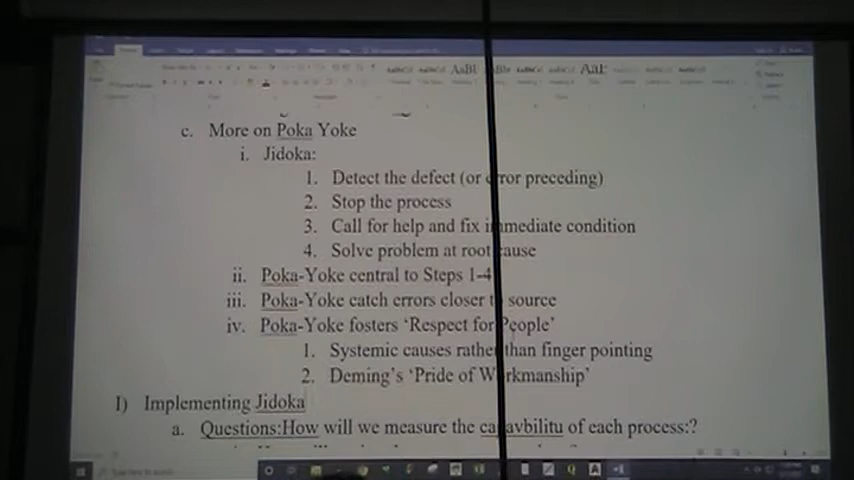 c. More on Poka Yoke
i. Jidoka:
1. Detect the defect (or error preceding)
2. Stop the process
3. Call for help and fix immediate condition
4. Solve problem at root cause
ii. Poka-Yoke central to Steps 1-4
iii. Poka-Yoke catch errors closer to source
iv. Poka-Yoke fosters ‘Respect for People’
1. Systemic causes rather than finger pointing
2. Deming’s ‘Pride of Workmanship’
I) Implementing Jidoka
a. Questions:How will we measure the capavbilitu of each process:?